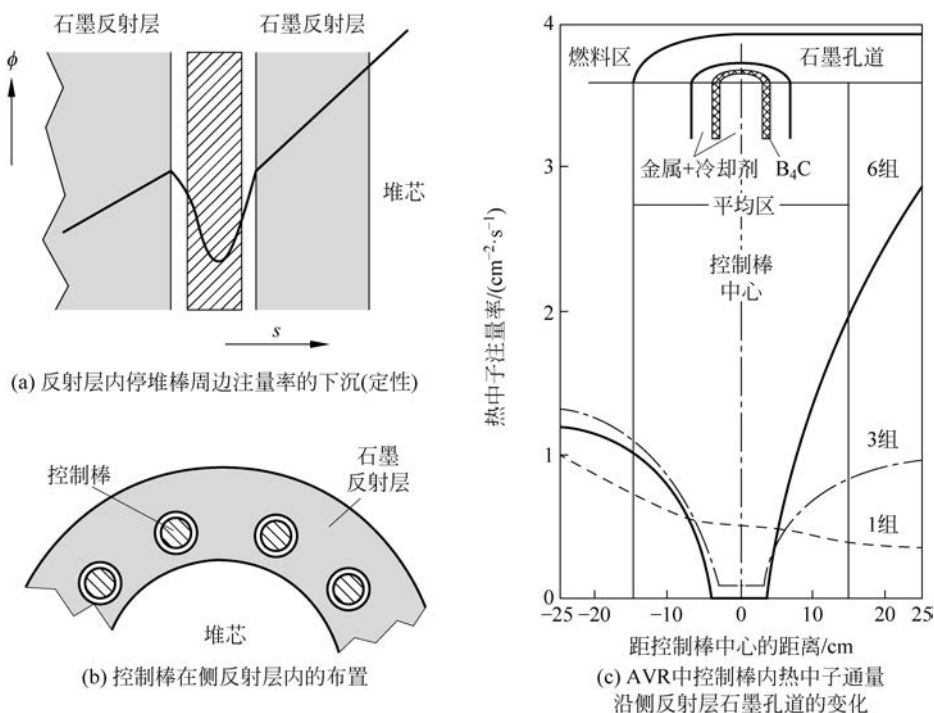 石墨反射层
石墨反射层
ϕ
堆芯
s
(a) 反射层内停堆棒周边注量率的下沉(定性)
控制棒
石墨
反射层
堆芯
(b) 控制棒在侧反射层内的布置
热中子注量率/(cm⁻²·s⁻¹)
4
3
2
1
0
燃料区
石墨孔道
金属+冷却剂
B₄C
6组
平均区
控制棒
中心
3组
1组
−25 −20 −10 0 10 20 25
距控制棒中心的距离/cm
(c) AVR中控制棒内热中子通量
沿侧反射层石墨孔道的变化